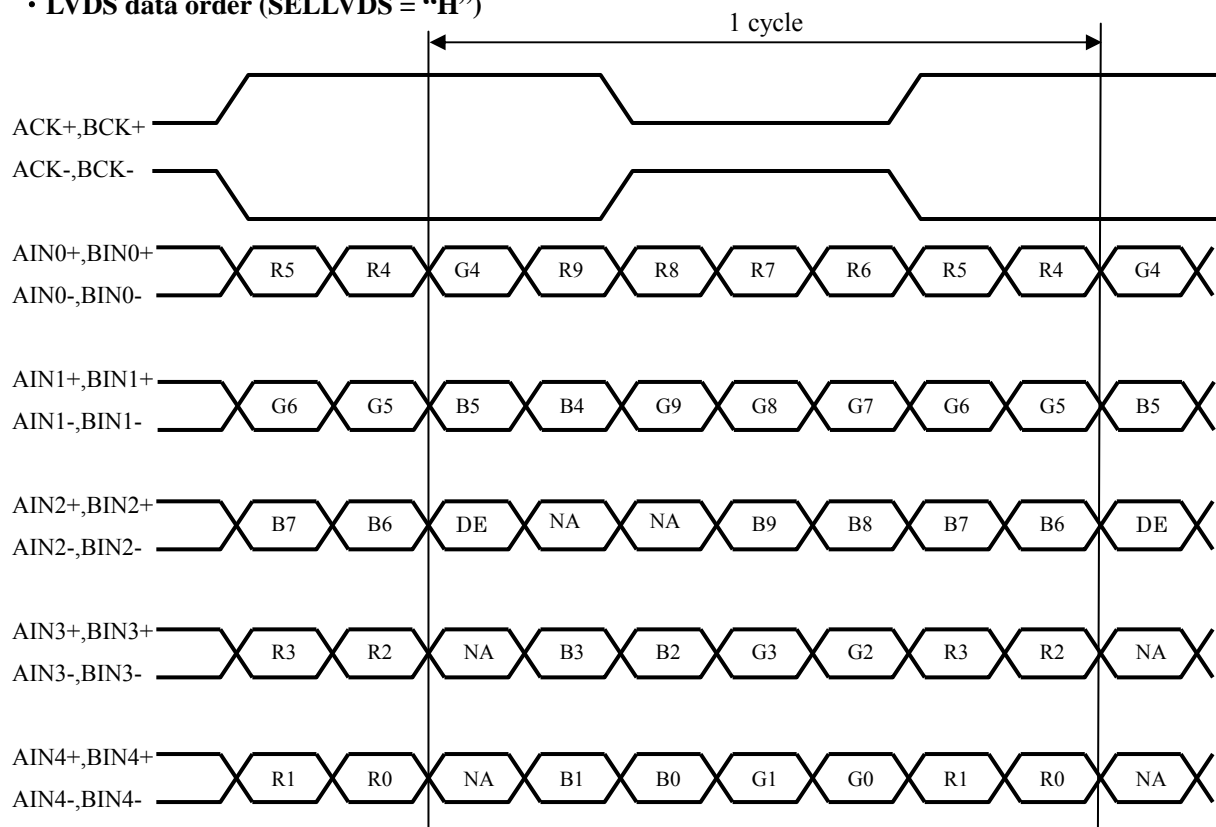 ・LVDS data order (SELLVDS = “H”)
1 cycle
ACK+,BCK+
ACK-,BCK-
AIN0+,BIN0+
R5 R4 G4 R9 R8 R7 R6 R5 R4 G4
AIN0-,BIN0-
AIN1+,BIN1+
G6 G5 B5 B4 G9 G8 G7 G6 G5 B5
AIN1-,BIN1-
AIN2+,BIN2+
B7 B6 DE NA NA B9 B8 B7 B6 DE
AIN2-,BIN2-
AIN3+,BIN3+
R3 R2 NA B3 B2 G3 G2 R3 R2 NA
AIN3-,BIN3-
AIN4+,BIN4+
R1 R0 NA B1 B0 G1 G0 R1 R0 NA
AIN4-,BIN4-